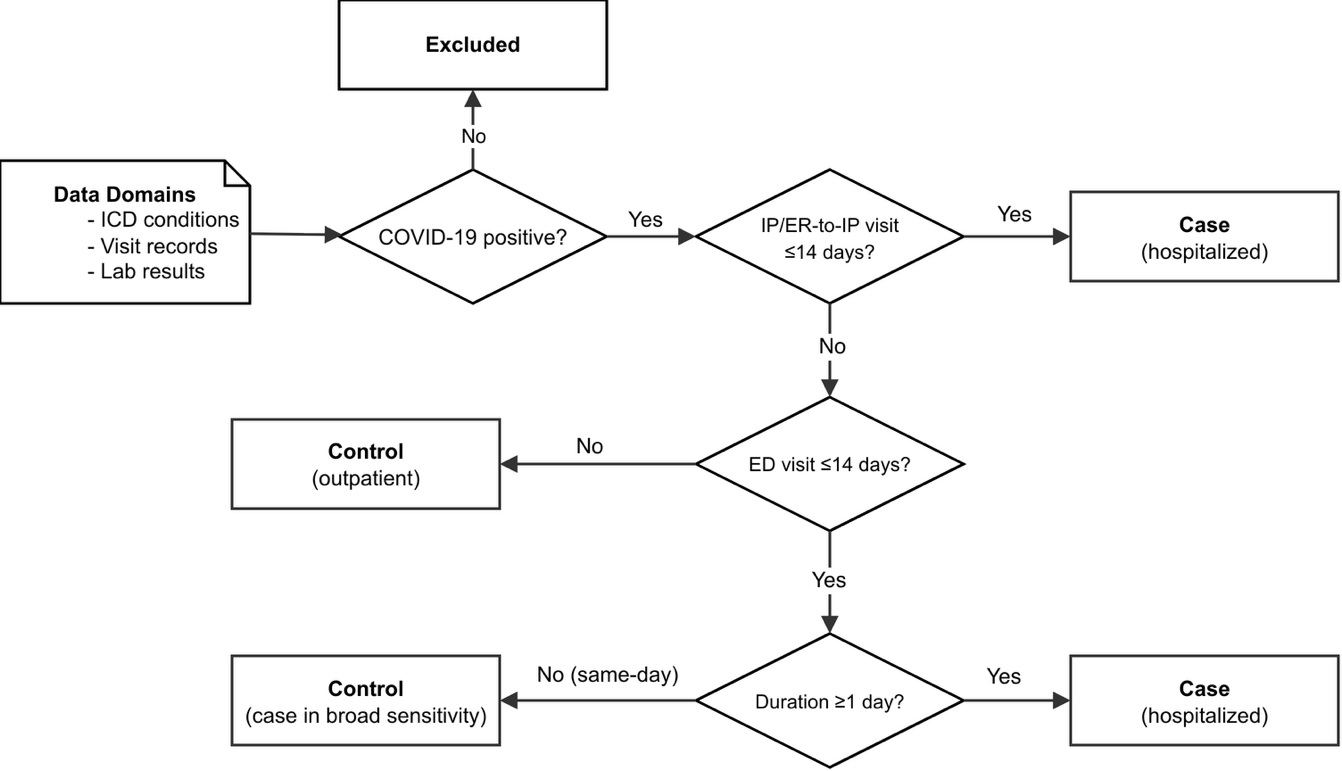 Excluded
No
Data Domains
- ICD conditions
- Visit records
- Lab results
COVID-19 positive?
Yes
IP/ER-to-IP visit
≤14 days?
Yes
Case
(hospitalized)
No
Control
(outpatient)
No
ED visit ≤14 days?
Yes
Control
(case in broad sensitivity)
No (same-day)
Duration ≥1 day?
Yes
Case
(hospitalized)